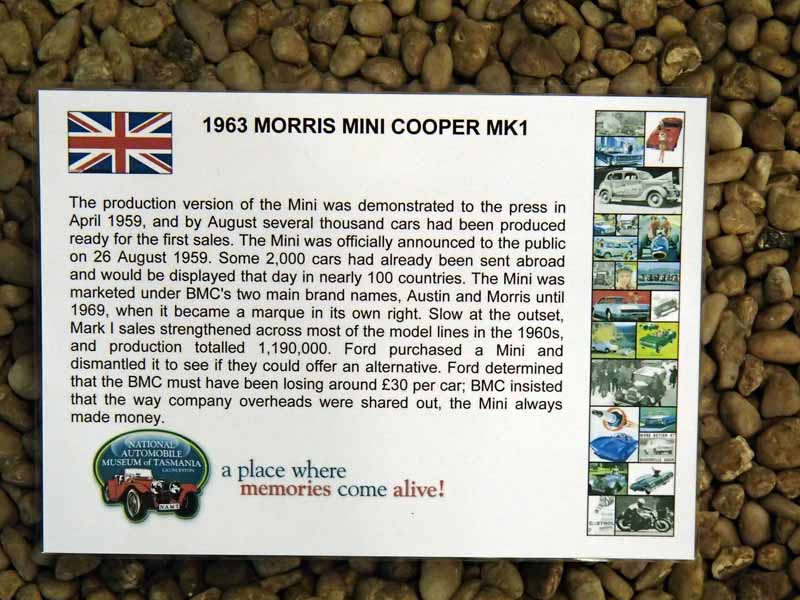 1963 MORRIS MINI COOPER MK1
The production version of the Mini was demonstrated to the press in
April 1959, and by August several thousand cars had been produced
ready for the first sales. The Mini was officially announced to the public
on 26 August 1959. Some 2,000 cars had already been sent abroad
and would be displayed that day in nearly 100 countries. The Mini was
marketed under BMC's two main brand names, Austin and Morris until
1969, when it became a marque in its own right. Slow at the outset,
Mark I sales strengthened across most of the model lines in the 1960s,
and production totalled 1,190,000. Ford purchased a Mini and
dismantled it to see if they could offer an alternative. Ford determined
that the BMC must have been losing around £30 per car; BMC insisted
that the way company overheads were shared out, the Mini always
made money.
NATIONAL
AUTOMOBILE
MUSEUM of TASMANIA
LAUNCESTON
NAMT
a place where
memories come alive!